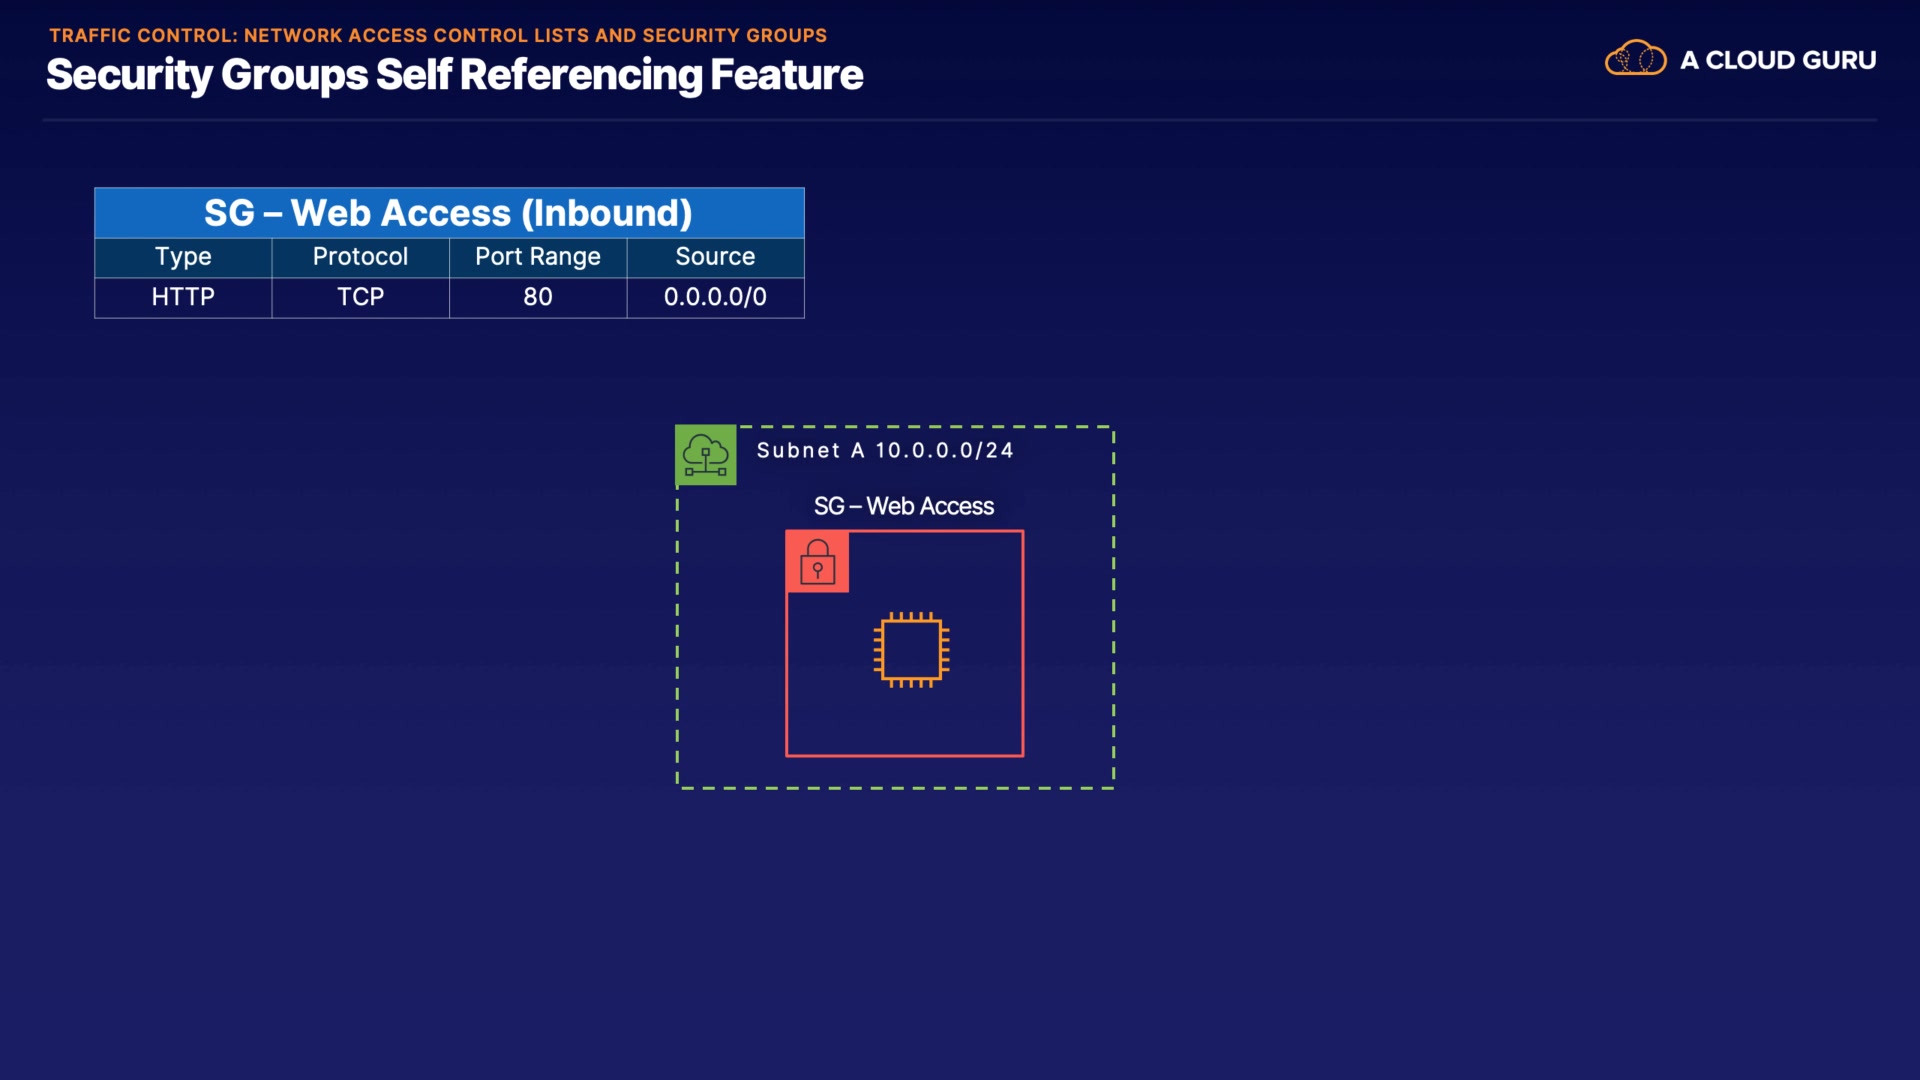 TRAFFIC CONTROL: NETWORK ACCESS CONTROL LISTS AND SECURITY GROUPS
Security Groups Self Referencing Feature
A CLOUD GURU
SG – Web Access (Inbound)
Type Protocol Port Range Source
HTTP TCP 80 0.0.0.0/0
Subnet A 10.0.0.0/24
SG – Web Access